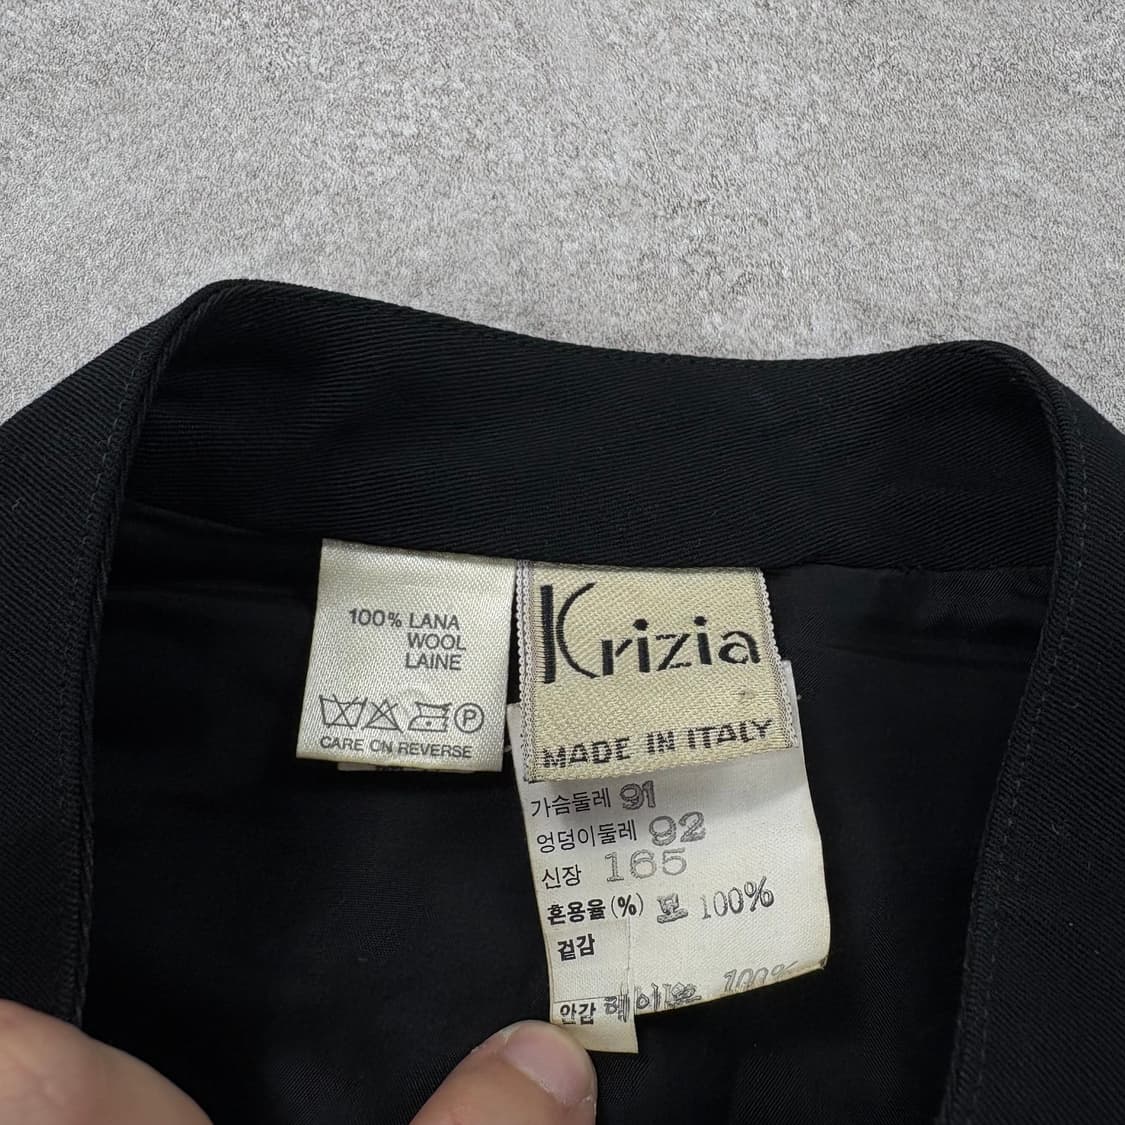 100% LANA
WOOL
LAINE
P
CARE ON REVERSE
Krizia
MADE IN ITALY
가슴둘레 91
엉덩이둘레 92
신장 165
혼용율(%) 모 100%
겉감
안감 레이온 100%